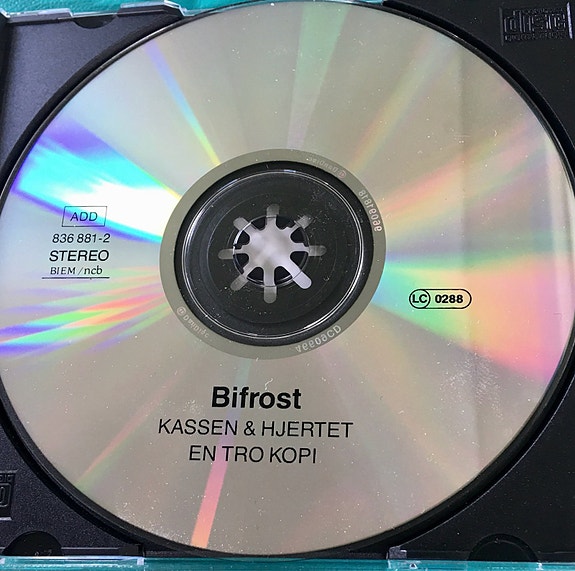 ADD
836 881-2
STEREO
BIEM / ncb
LC 0288
Bifrost
KASSEN & HJERTET
EN TRO KOPI